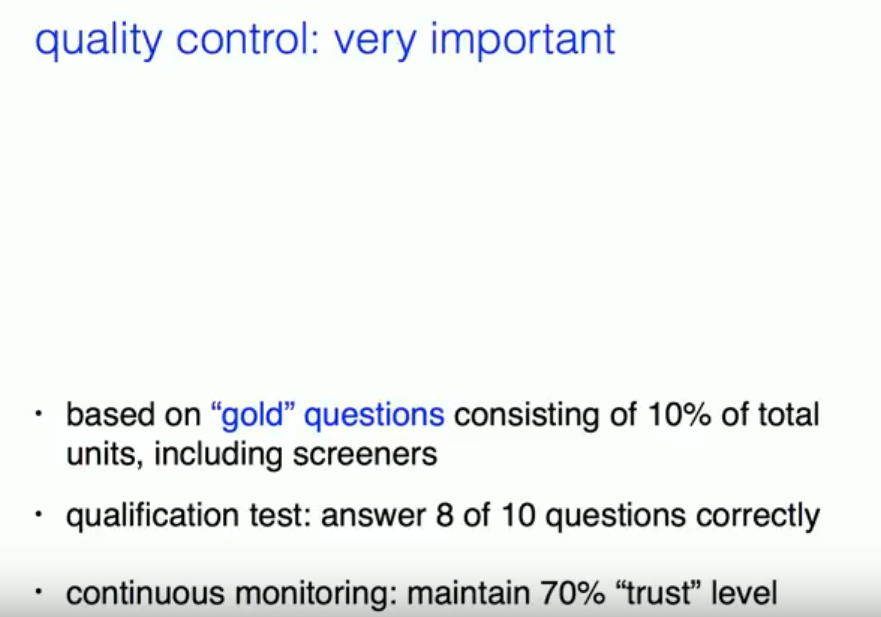 quality control: very important
· based on “gold” questions consisting of 10% of total
units, including screeners
· qualification test: answer 8 of 10 questions correctly
· continuous monitoring: maintain 70% “trust” level